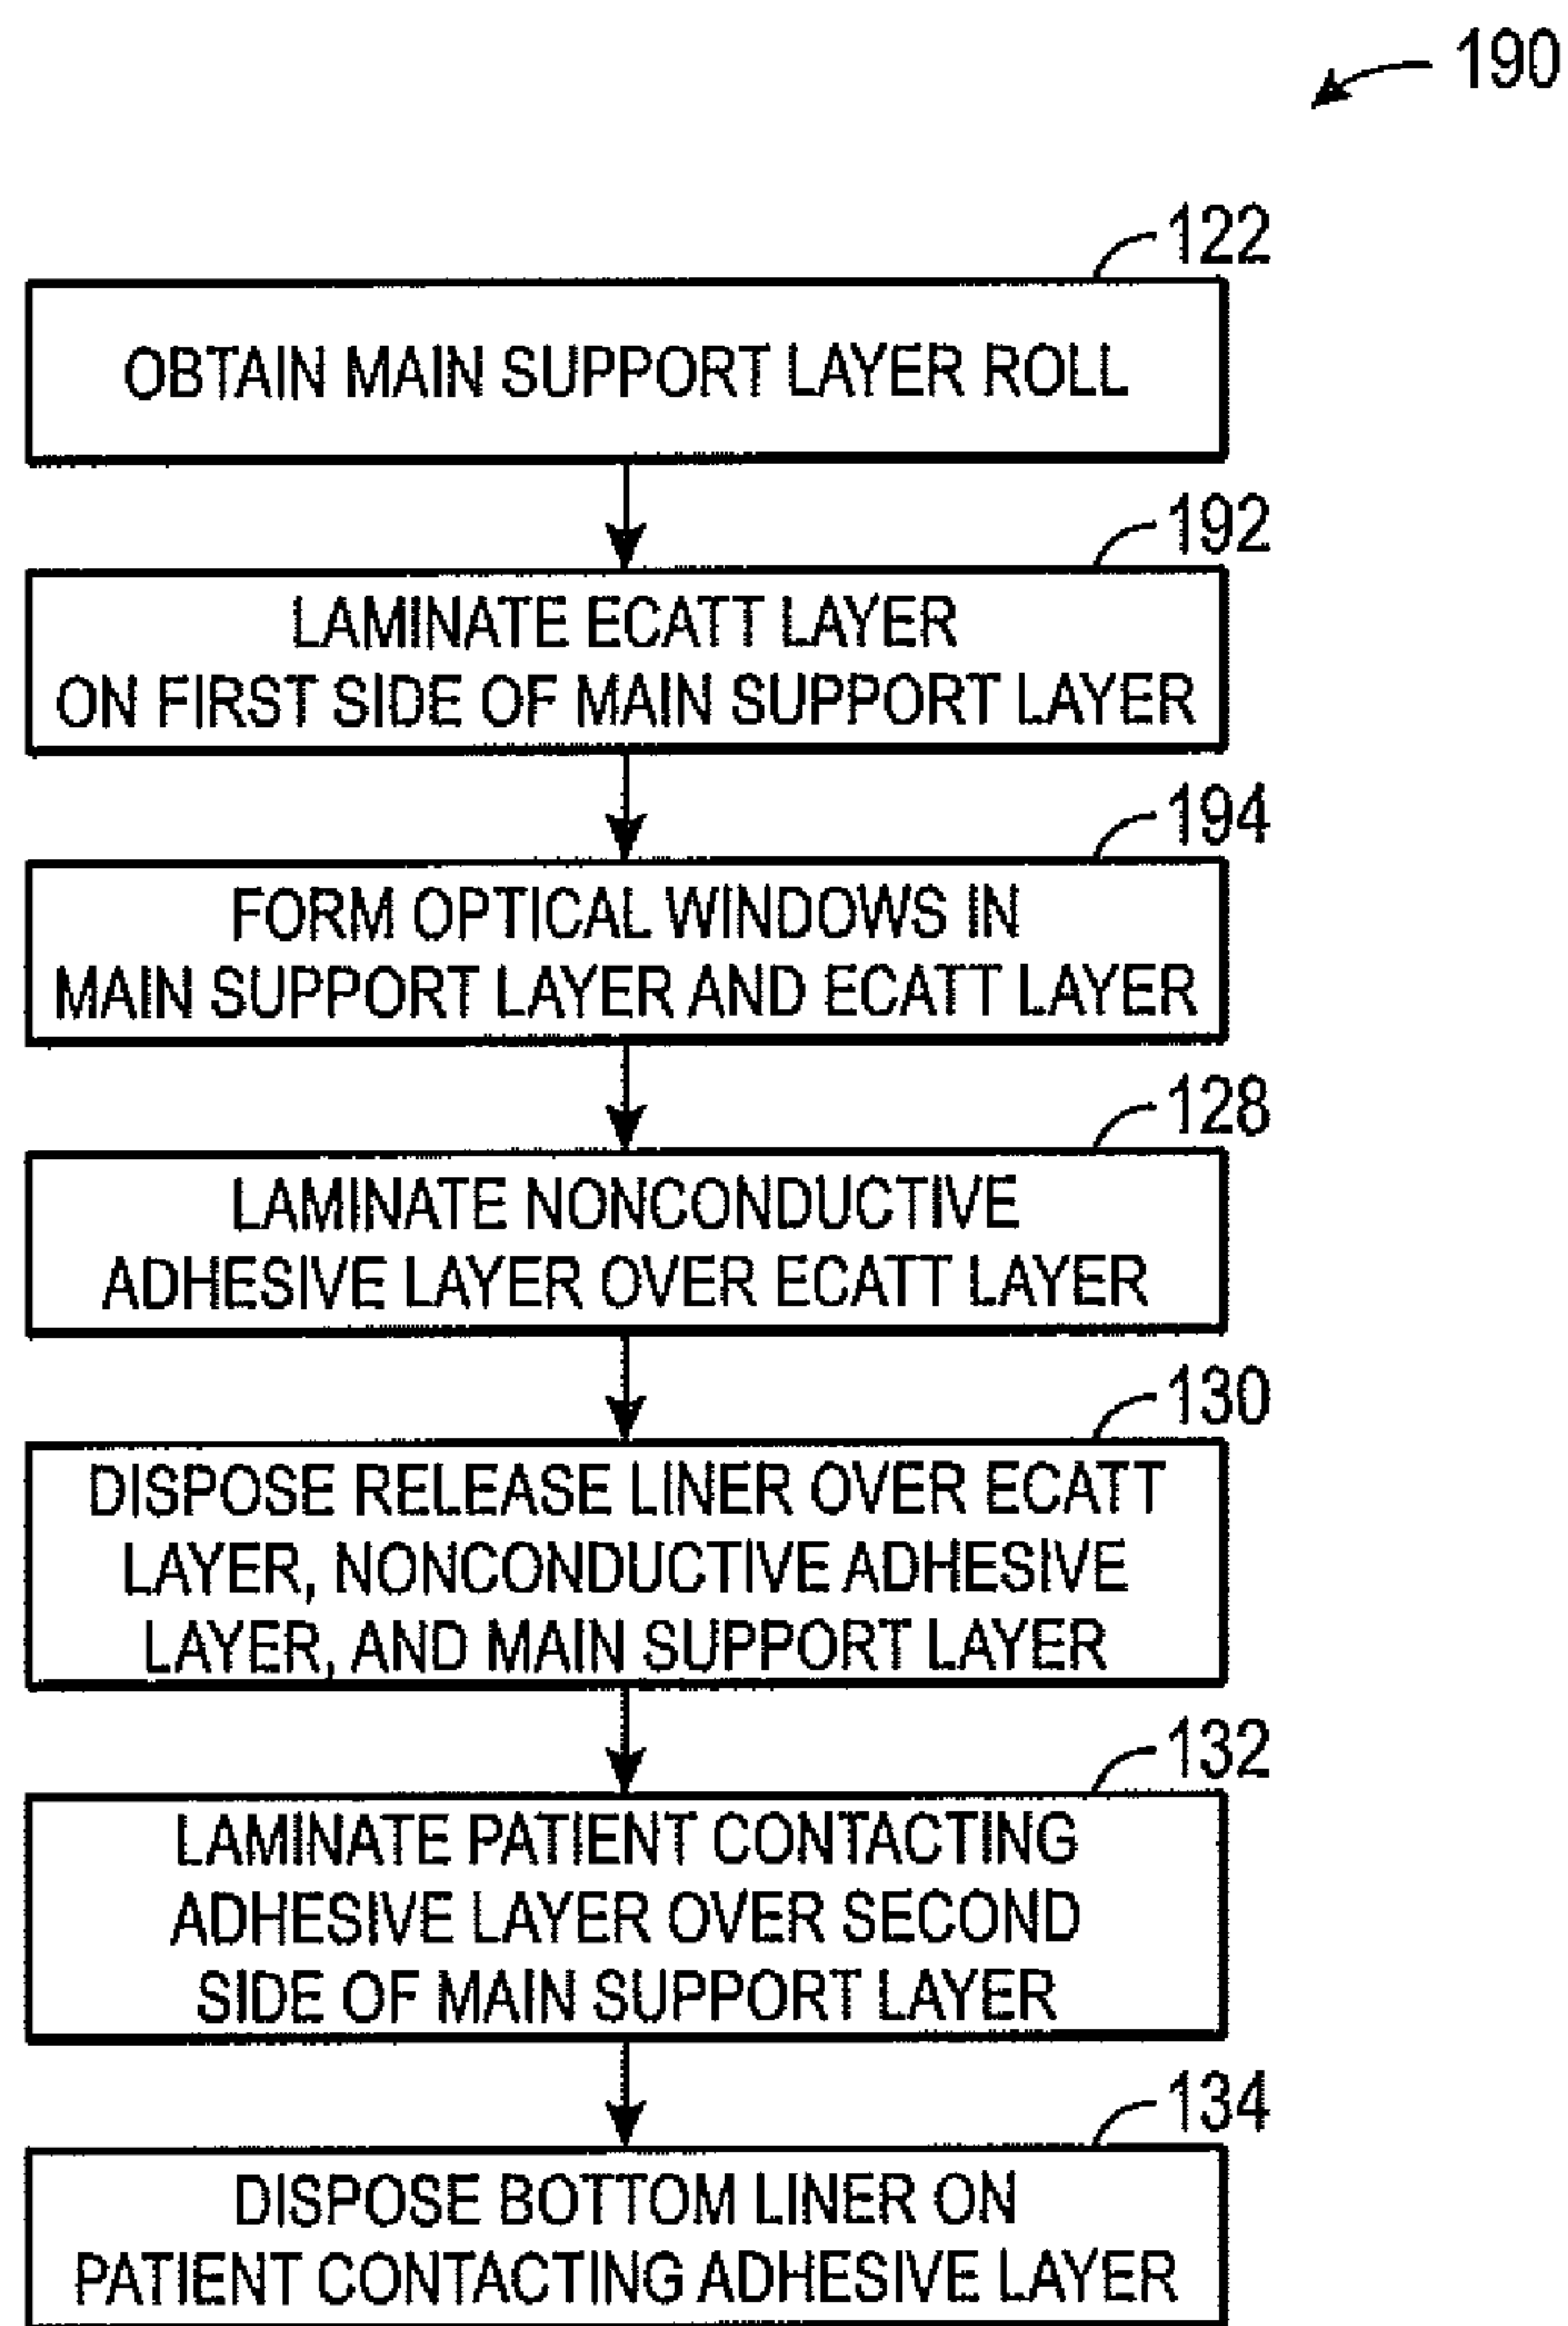 190
122
OBTAIN MAIN SUPPORT LAYER ROLL
192
LAMINATE ECATT LAYER
ON FIRST SIDE OF MAIN SUPPORT LAYER
194
FORM OPTICAL WINDOWS IN
MAIN SUPPORT LAYER AND ECATT LAYER
128
LAMINATE NONCONDUCTIVE
ADHESIVE LAYER OVER ECATT LAYER
130
DISPOSE RELEASE LINER OVER ECATT
LAYER, NONCONDUCTIVE ADHESIVE
LAYER, AND MAIN SUPPORT LAYER
132
LAMINATE PATIENT CONTACTING
ADHESIVE LAYER OVER SECOND
SIDE OF MAIN SUPPORT LAYER
134
DISPOSE BOTTOM LINER ON
PATIENT CONTACTING ADHESIVE LAYER